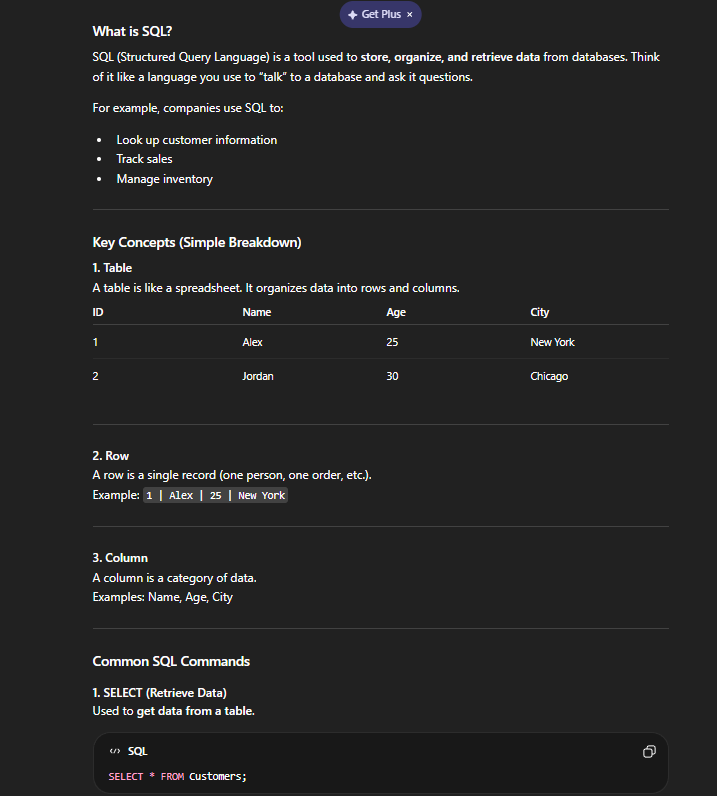 Get Plus ×
What is SQL?
SQL (Structured Query Language) is a tool used to store, organize, and retrieve data from databases. Think
of it like a language you use to “talk” to a database and ask it questions.
For example, companies use SQL to:
• Look up customer information
• Track sales
• Manage inventory
Key Concepts (Simple Breakdown)
1. Table
A table is like a spreadsheet. It organizes data into rows and columns.
ID Name Age City
1 Alex 25 New York
2 Jordan 30 Chicago
2. Row
A row is a single record (one person, one order, etc.).
Example: 1 | Alex | 25 | New York
3. Column
A column is a category of data.
Examples: Name, Age, City
Common SQL Commands
1. SELECT (Retrieve Data)
Used to get data from a table.
SQL
SELECT * FROM Customers;